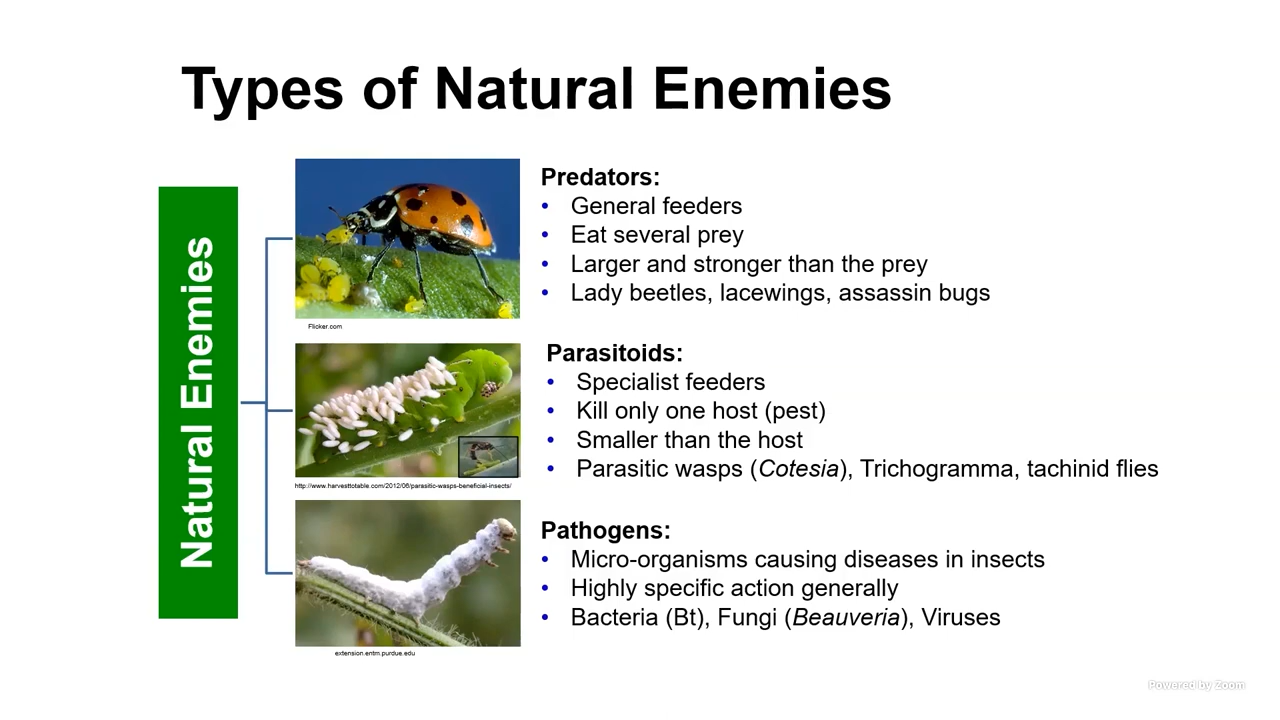 Types of Natural Enemies
Natural Enemies
Predators:
• General feeders
• Eat several prey
• Larger and stronger than the prey
• Lady beetles, lacewings, assassin bugs
Flicker.com
Parasitoids:
• Specialist feeders
• Kill only one host (pest)
• Smaller than the host
• Parasitic wasps (Cotesia), Trichogramma, tachinid flies
http://www.harvesttotable.com/2012/06/parasitic-wasps-beneficial-insects/
Pathogens:
• Micro-organisms causing diseases in insects
• Highly specific action generally
• Bacteria (Bt), Fungi (Beauveria), Viruses
extension.entm.purdue.edu
Powered by Zoom